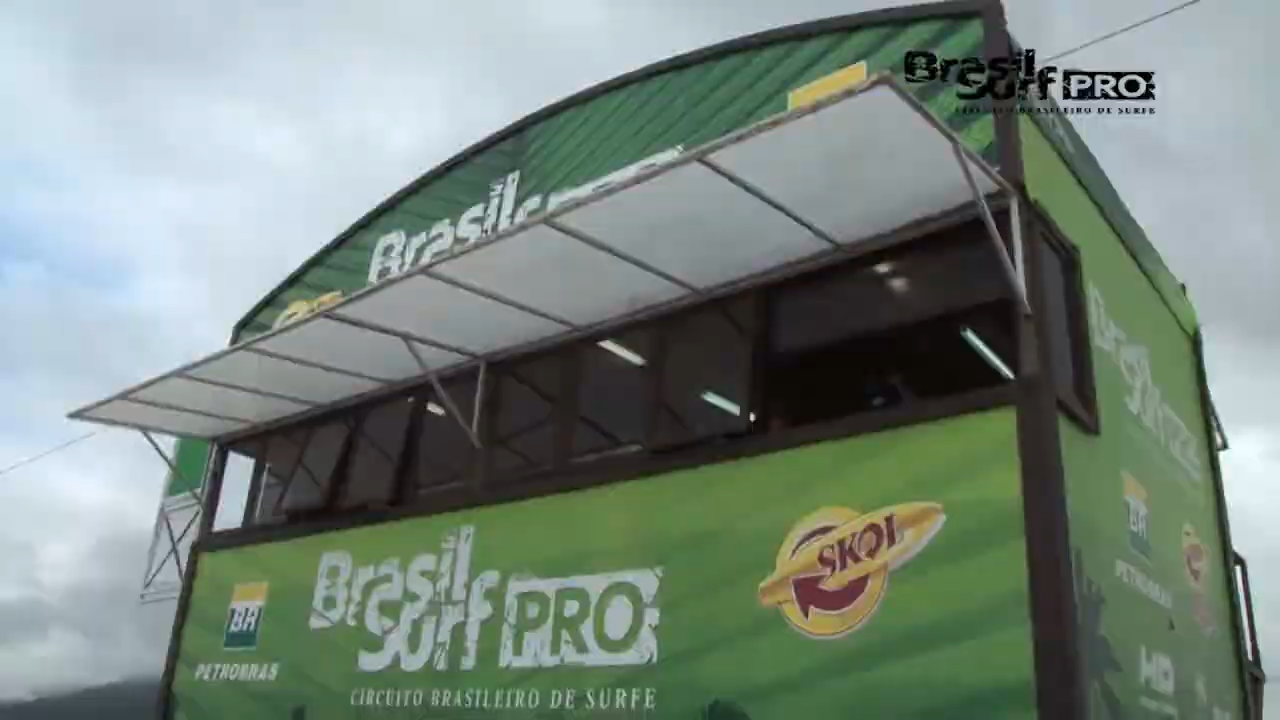 Brasil
Surf PRO
CIRCUITO BRASILEIRO DE SURFE
Brasil
Brasil
Surf PRO
CIRCUITO BRASILEIRO DE SURFE
BR
PETROBRAS
SKOL
BR
PETROBRAS
HD